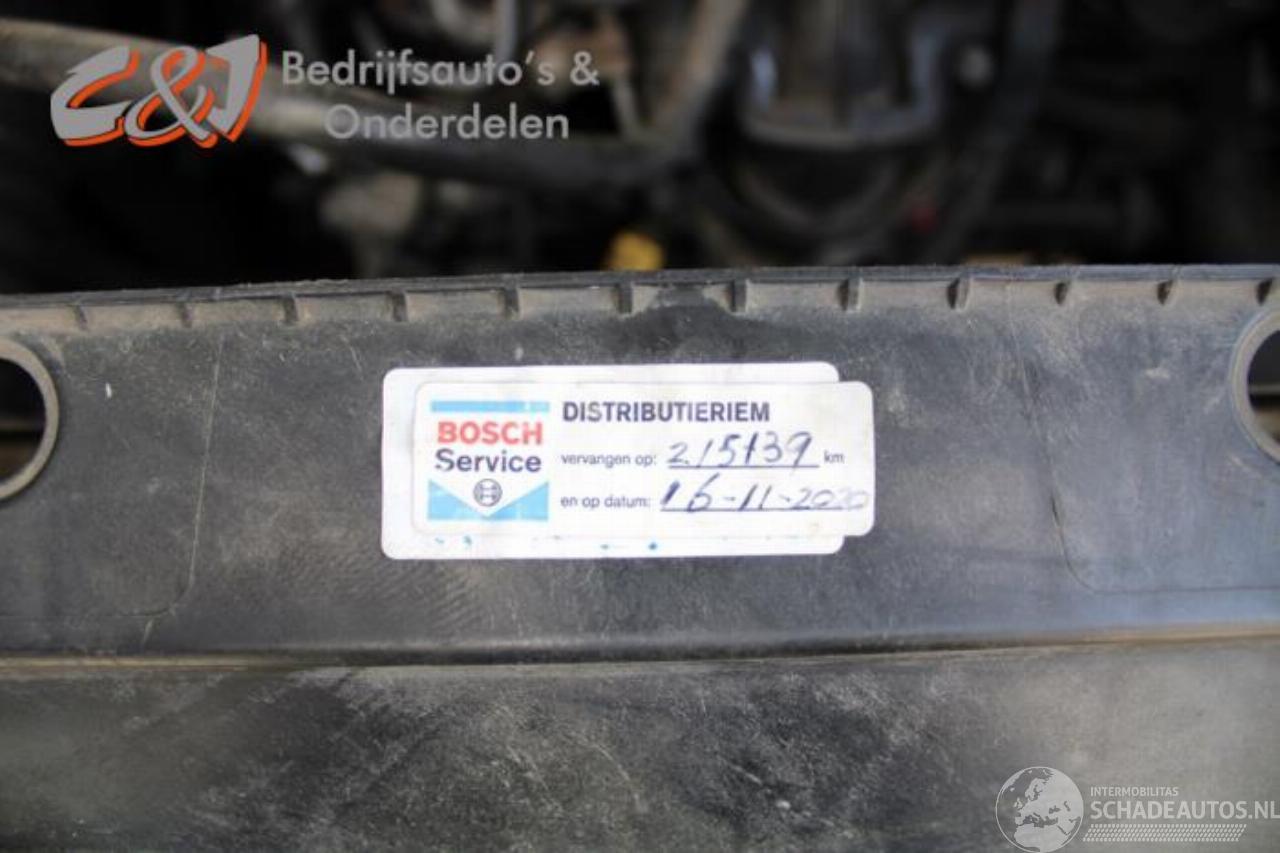 C&J Bedrijfsauto's &
Onderdelen
BOSCH
Service
DISTRIBUTIERIEM
vervangen op: 215139 km
en op datum: 16-11-2020
INTERMOBILITAS
SCHADEAUTOS.NL